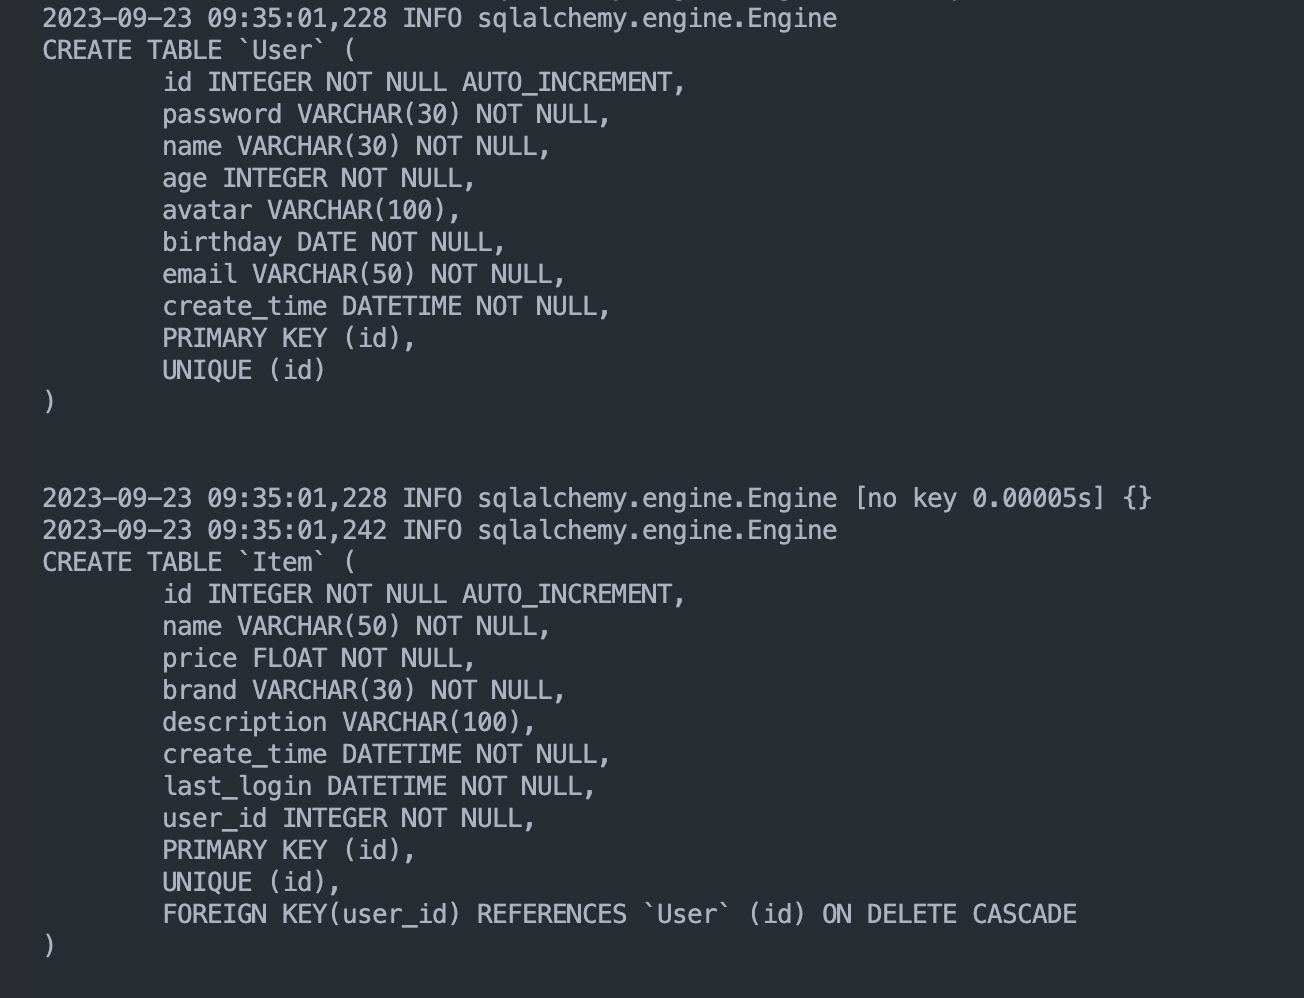 2023-09-23 09:35:01,228 INFO sqlalchemy.engine.Engine
CREATE TABLE `User` (
        id INTEGER NOT NULL AUTO_INCREMENT,
        password VARCHAR(30) NOT NULL,
        name VARCHAR(30) NOT NULL,
        age INTEGER NOT NULL,
        avatar VARCHAR(100),
        birthday DATE NOT NULL,
        email VARCHAR(50) NOT NULL,
        create_time DATETIME NOT NULL,
        PRIMARY KEY (id),
        UNIQUE (id)
)
2023-09-23 09:35:01,228 INFO sqlalchemy.engine.Engine [no key 0.00005s] {}
2023-09-23 09:35:01,242 INFO sqlalchemy.engine.Engine
CREATE TABLE `Item` (
        id INTEGER NOT NULL AUTO_INCREMENT,
        name VARCHAR(50) NOT NULL,
        price FLOAT NOT NULL,
        brand VARCHAR(30) NOT NULL,
        description VARCHAR(100),
        create_time DATETIME NOT NULL,
        last_login DATETIME NOT NULL,
        user_id INTEGER NOT NULL,
        PRIMARY KEY (id),
        UNIQUE (id),
        FOREIGN KEY(user_id) REFERENCES `User` (id) ON DELETE CASCADE
)